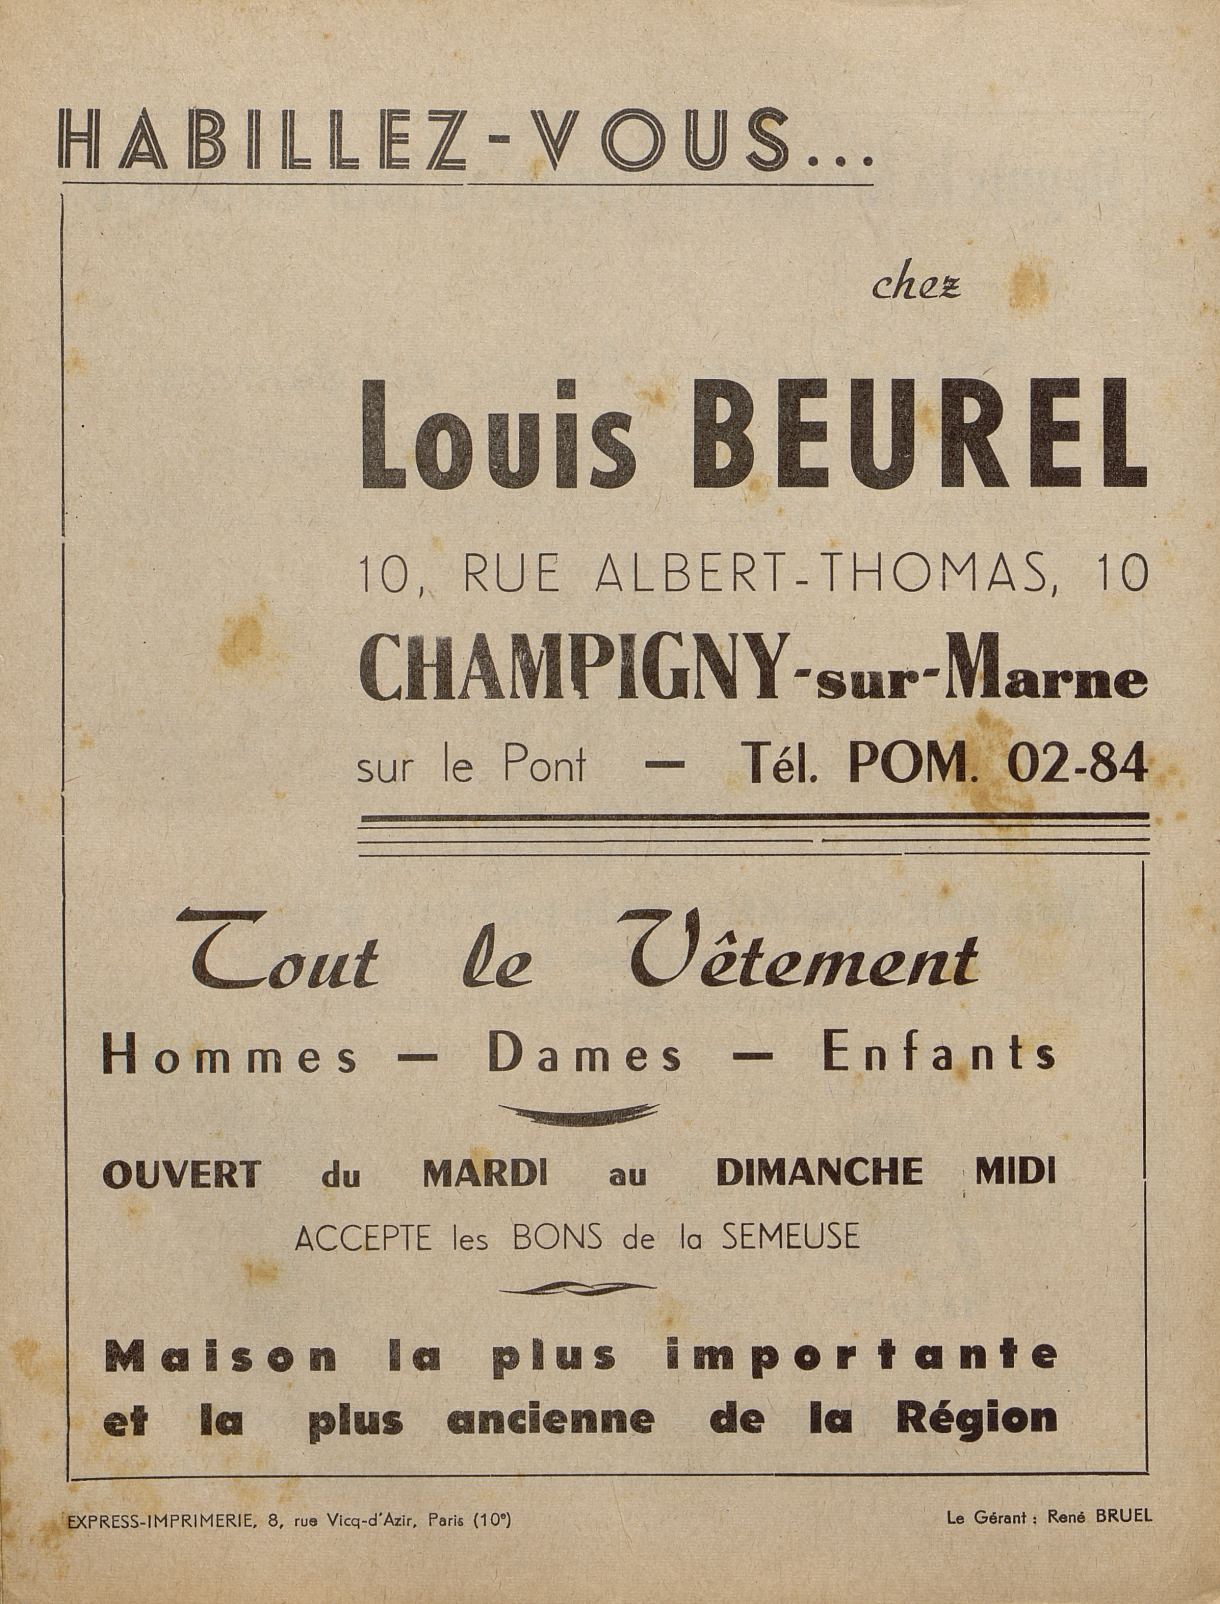 HABILLEZ-VOUS...
chez
Louis BEUREL
10, RUE ALBERT-THOMAS, 10
CHAMPIGNY-sur-Marne
sur le Pont — Tél. POM. 02-84
Tout le Vêtement
Hommes — Dames — Enfants
OUVERT du MARDI au DIMANCHE MIDI
ACCEPTE les BONS de la SEMEUSE
Maison la plus importante
et la plus ancienne de la Région
EXPRESS-IMPRIMERIE, 8, rue Vicq-d'Azir, Paris (10e)
Le Gérant : René BRUEL